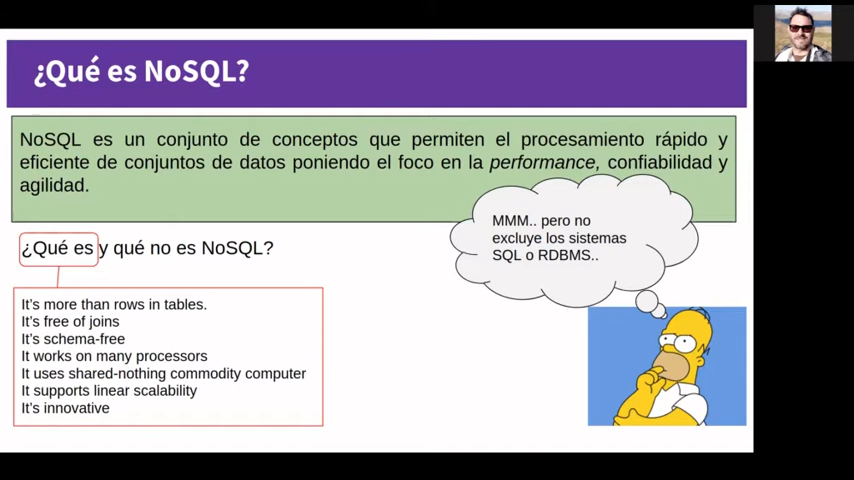 ¿Qué es NoSQL?
NoSQL es un conjunto de conceptos que permiten el procesamiento rápido y
eficiente de conjuntos de datos poniendo el foco en la performance, confiabilidad y
agilidad.
MMM.. pero no
excluye los sistemas
SQL o RDBMS..
¿Qué es y qué no es NoSQL?
It's more than rows in tables.
It's free of joins
It's schema-free
It works on many processors
It uses shared-nothing commodity computer
It supports linear scalability
It's innovative